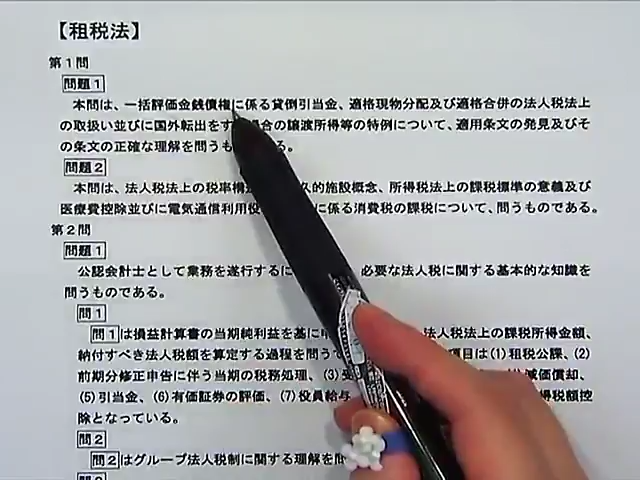 【租税法】
第1問
問題1
本問は、一括評価金銭債権に係る貸倒引当金、適格現物分配及び適格合併の法人税法上
の取扱い並びに国外転出をす 合の譲渡所得等の特例について、適用条文の発見及びそ
の条文の正確な理解を問うも る。
問題2
本問は、法人税法上の税率構 久的施設概念、所得税法上の課税標準の意義及び
医療費控除並びに電気通信利用役 に係る消費税の課税について、問うものである。
第2問
問題1
公認会計士として業務を遂行するに 必要な法人税に関する基本的な知識を
問うものである。
問1
問1は損益計算書の当期純利益を基に 法人税法上の課税所得金額、
納付すべき法人税額を算定する過程を問う 項目は(1)租税公課、(2)
前期分修正申告に伴う当期の税務処理、(3)受 減価償却、
(5)引当金、(6)有価証券の評価、(7)役員給与 得税額控
除となっている。
問2
問2はグループ法人税制に関する理解を問